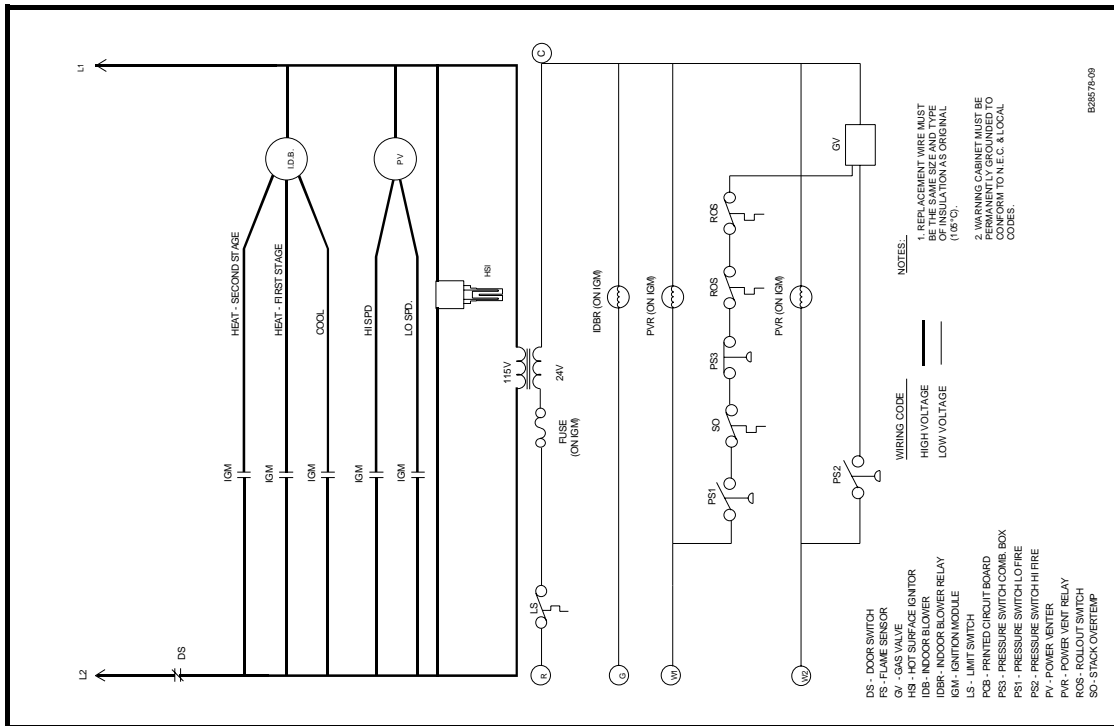 L1
L2
DS
HEAT - SECOND STAGE
HEAT - FIRST STAGE
COOL
HI SPD
LO SPD.
IGM
IGM
IGM
IGM
IGM
I.D.B.
PV
HSI
115V
24V
FUSE
(ON IGM)
LS
R
C
G
IDBR (ON IGM)
W1
PVR (ON IGM)
PS1
SO
PS3
ROS
ROS
GV
W2
PVR (ON IGM)
PS2
DS - DOOR SWITCH
FS - FLAME SENSOR
GV - GAS VALVE
HSI - HOT SURFACE IGNITOR
IDB - INDOOR BLOWER
IDBR - INDOOR BLOWER RELAY
IGM - IGNITION MODULE
LS - LIMIT SWITCH
PCB - PRINTED CIRCUIT BOARD
PS3 - PRESSURE SWITCH COMB. BOX
PS1 - PRESSURE SWITCH LO FIRE
PS2 - PRESSURE SWITCH HI FIRE
PV - POWER VENTER
PVR - POWER VENT RELAY
ROS - ROLLOUT SWITCH
SO - STACK OVERTEMP
WIRING CODE
HIGH VOLTAGE
LOW VOLTAGE
NOTES:
1. REPLACEMENT WIRE MUST
BE THE SAME SIZE AND TYPE
OF INSULATION AS ORIGINAL
(105°C).
2. WARNING CABINET MUST BE
PERMANENTLY GROUNDED TO
CONFORM TO N.E.C. & LOCAL
CODES.
B28578-09